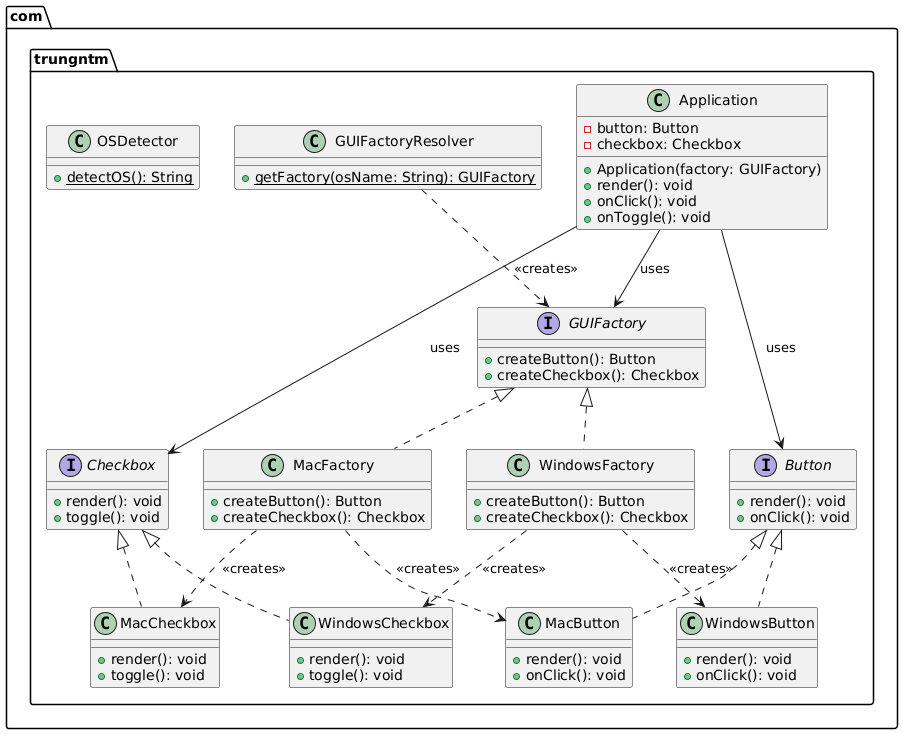 com
trungntm
C Application
button: Button
checkbox: Checkbox
Application(factory: GUIFactory)
render(): void
onClick(): void
onToggle(): void
C OSDetector
detectOS(): String
C GUIFactoryResolver
getFactory(osName: String): GUIFactory
«creates»
uses
I GUIFactory
createButton(): Button
createCheckbox(): Checkbox
uses
uses
I Checkbox
render(): void
toggle(): void
C MacFactory
createButton(): Button
createCheckbox(): Checkbox
C WindowsFactory
createButton(): Button
createCheckbox(): Checkbox
I Button
render(): void
onClick(): void
«creates»
«creates»
«creates»
«creates»
C MacCheckbox
render(): void
toggle(): void
C WindowsCheckbox
render(): void
toggle(): void
C MacButton
render(): void
onClick(): void
C WindowsButton
render(): void
onClick(): void